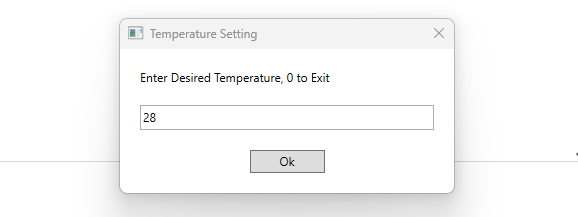 Temperature Setting
Enter Desired Temperature, 0 to Exit
28
Ok